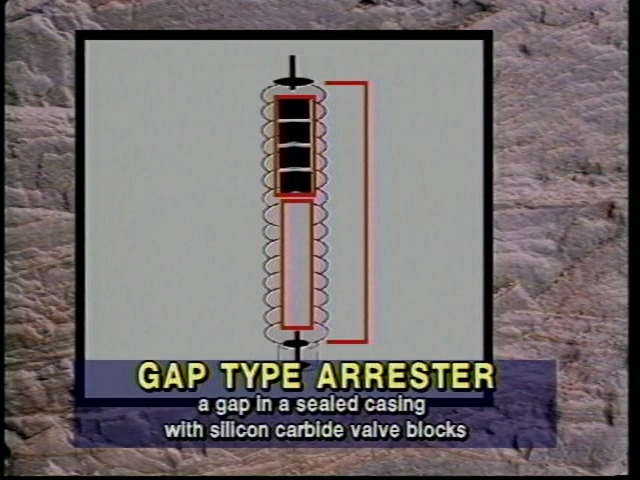 GAP TYPE ARRESTER
a gap in a sealed casing
with silicon carbide valve blocks